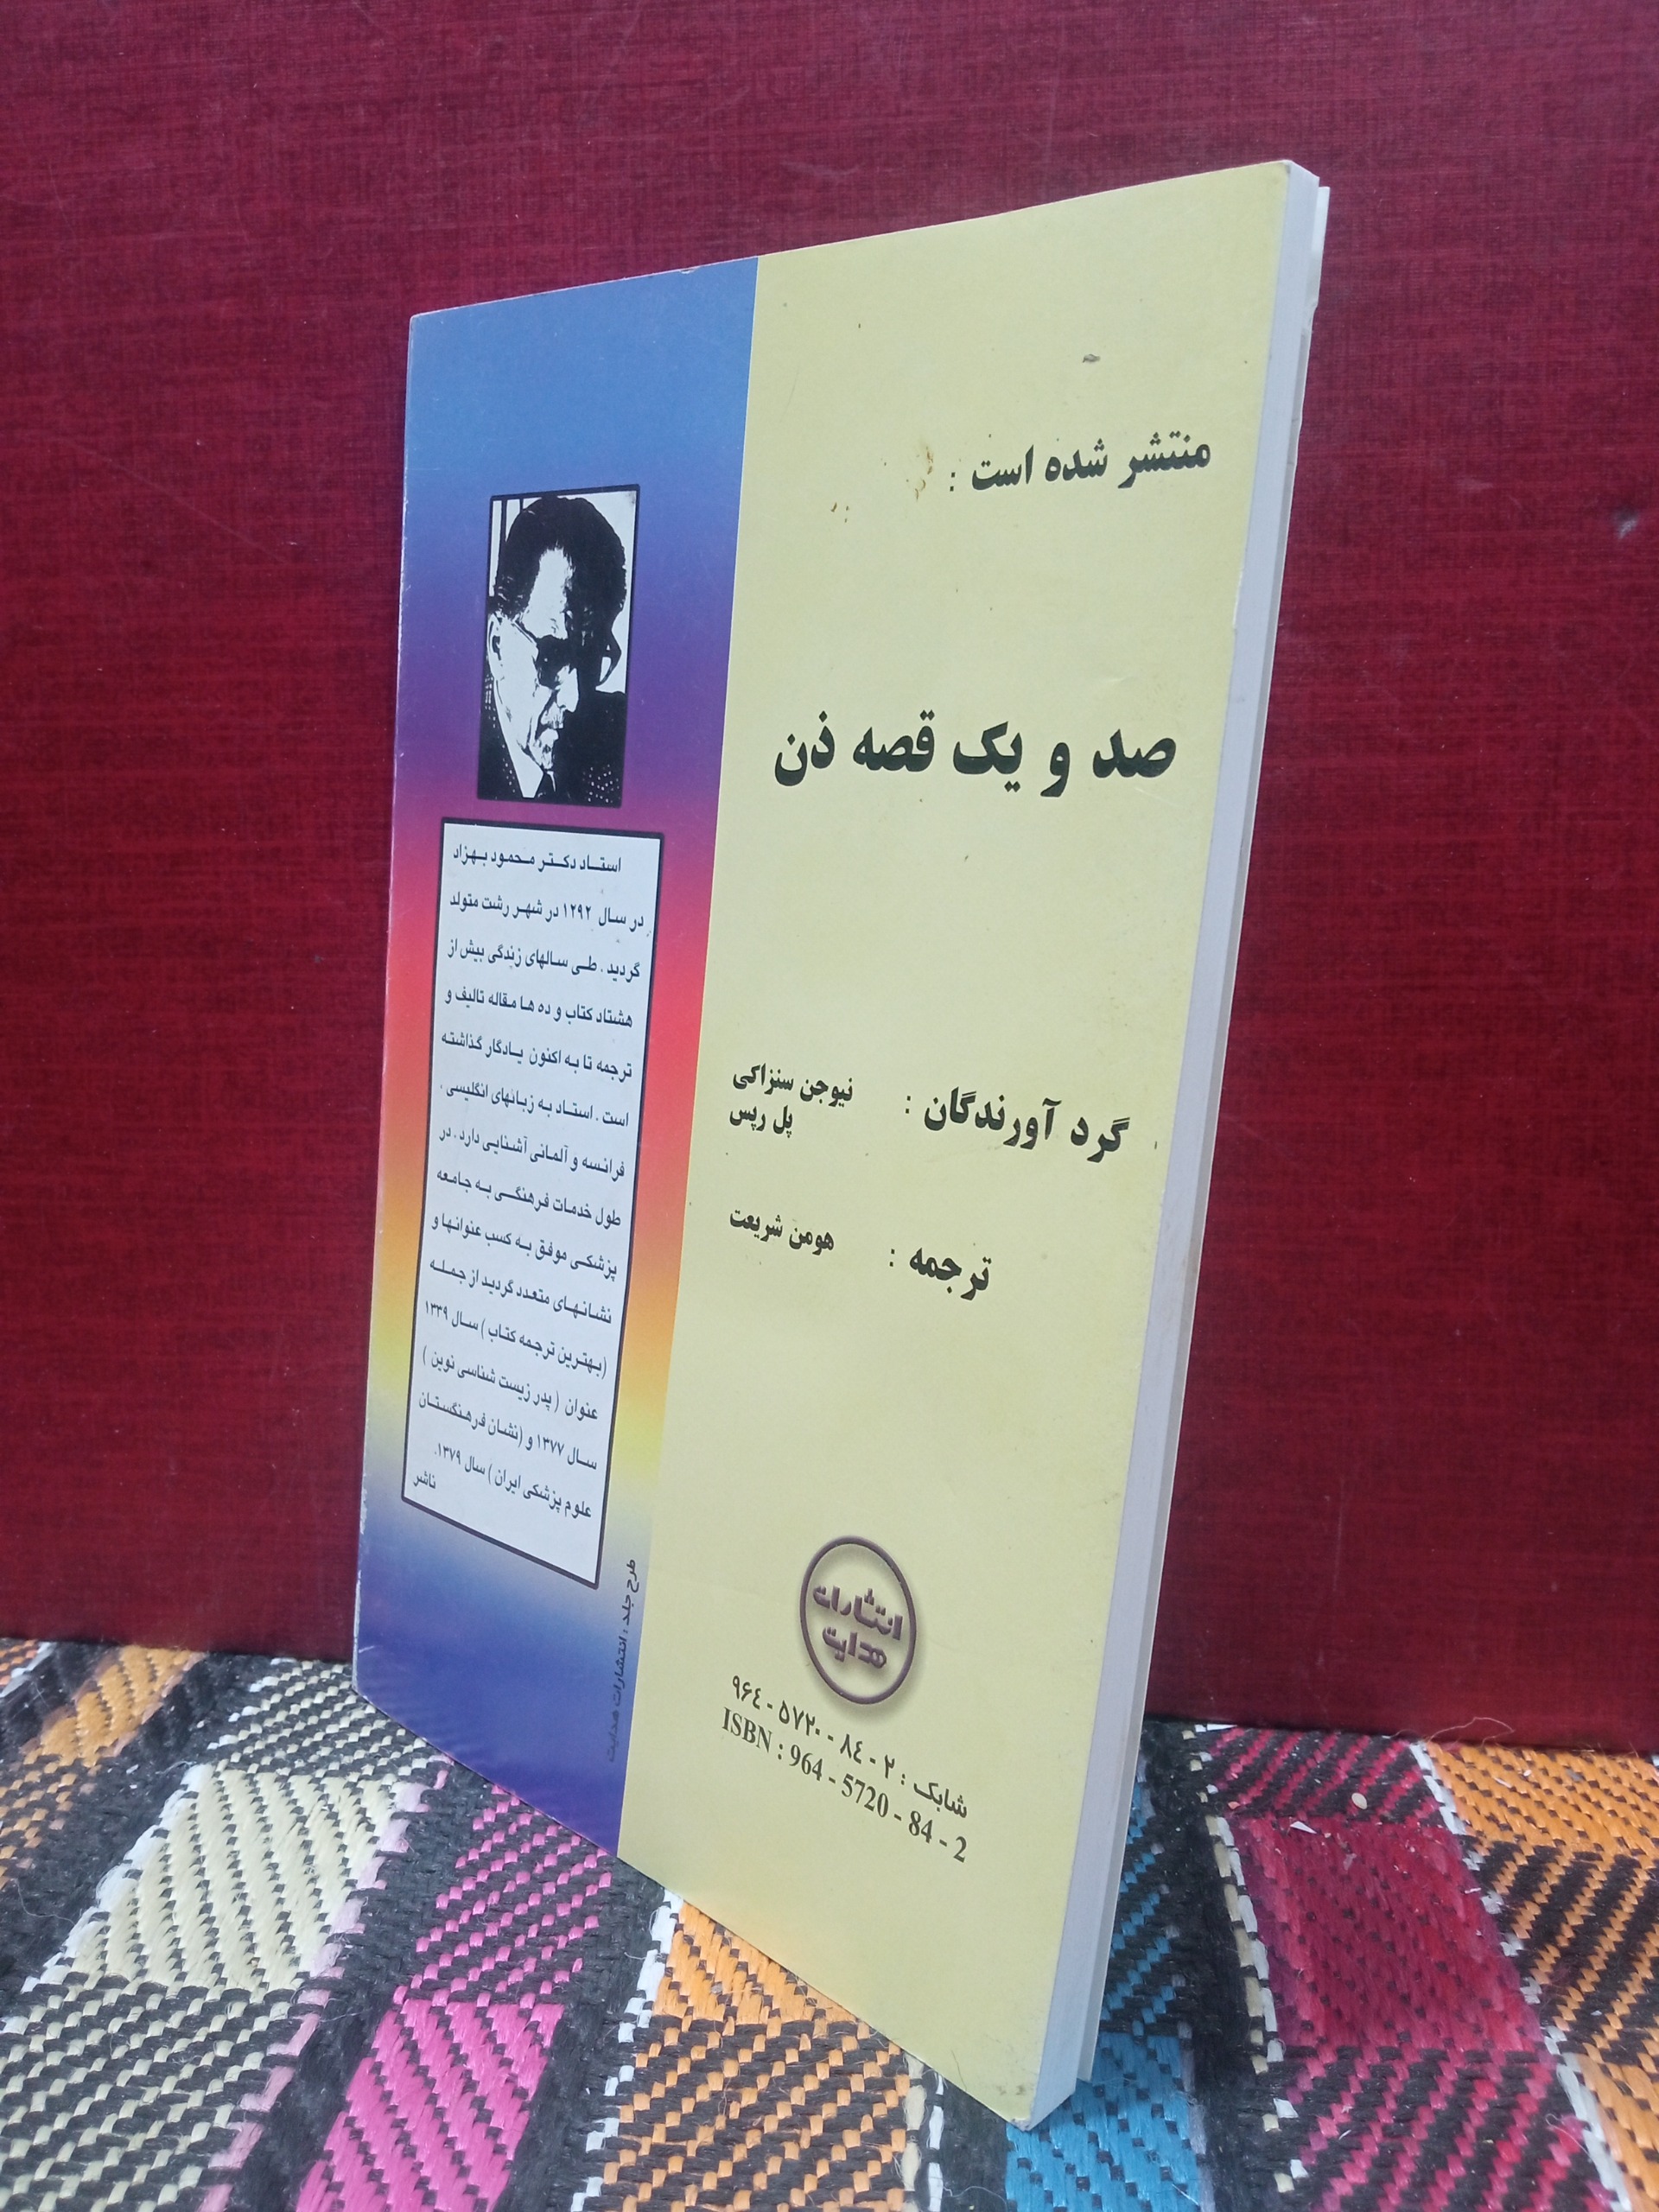 منتشر شده است :
صد و یک قصه ذن
گرد آورندگان : نیوجن سنزاکی
پل رپس
ترجمه : هومن شریعت
انتشارات
هدایت
شابک : ۲ - ۸٤ - ۵۷۲۰ - ۹۶٤
ISBN : 964 - 5720 - 84 - 2
استاد دکتر محمود بهزاد
در سال ۱۲۹۲ در شهر رشت متولد
گردید . طی سالهای زندگی بیش از
هشتاد کتاب و ده ها مقاله تالیف و
ترجمه تا به اکنون یادگار گذاشته
است . استاد به زبانهای انگلیسی .
فرانسه و آلمانی آشنایی دارد . در
طول خدمات فرهنگی به جامعه
پزشکی موفق به کسب عنوانها و
نشانهای متعدد گردید از جمله
(بهترین ترجمه کتاب ) سال ۱۳۳۹
عنوان ( پدر زیست شناسی نوین )
سال ۱۳۷۷ و (نشان فرهنگستان
علوم پزشکی ایران ) سال ۱۳۷۹.
ناشر
طرح جلد : انتشارات هدایت